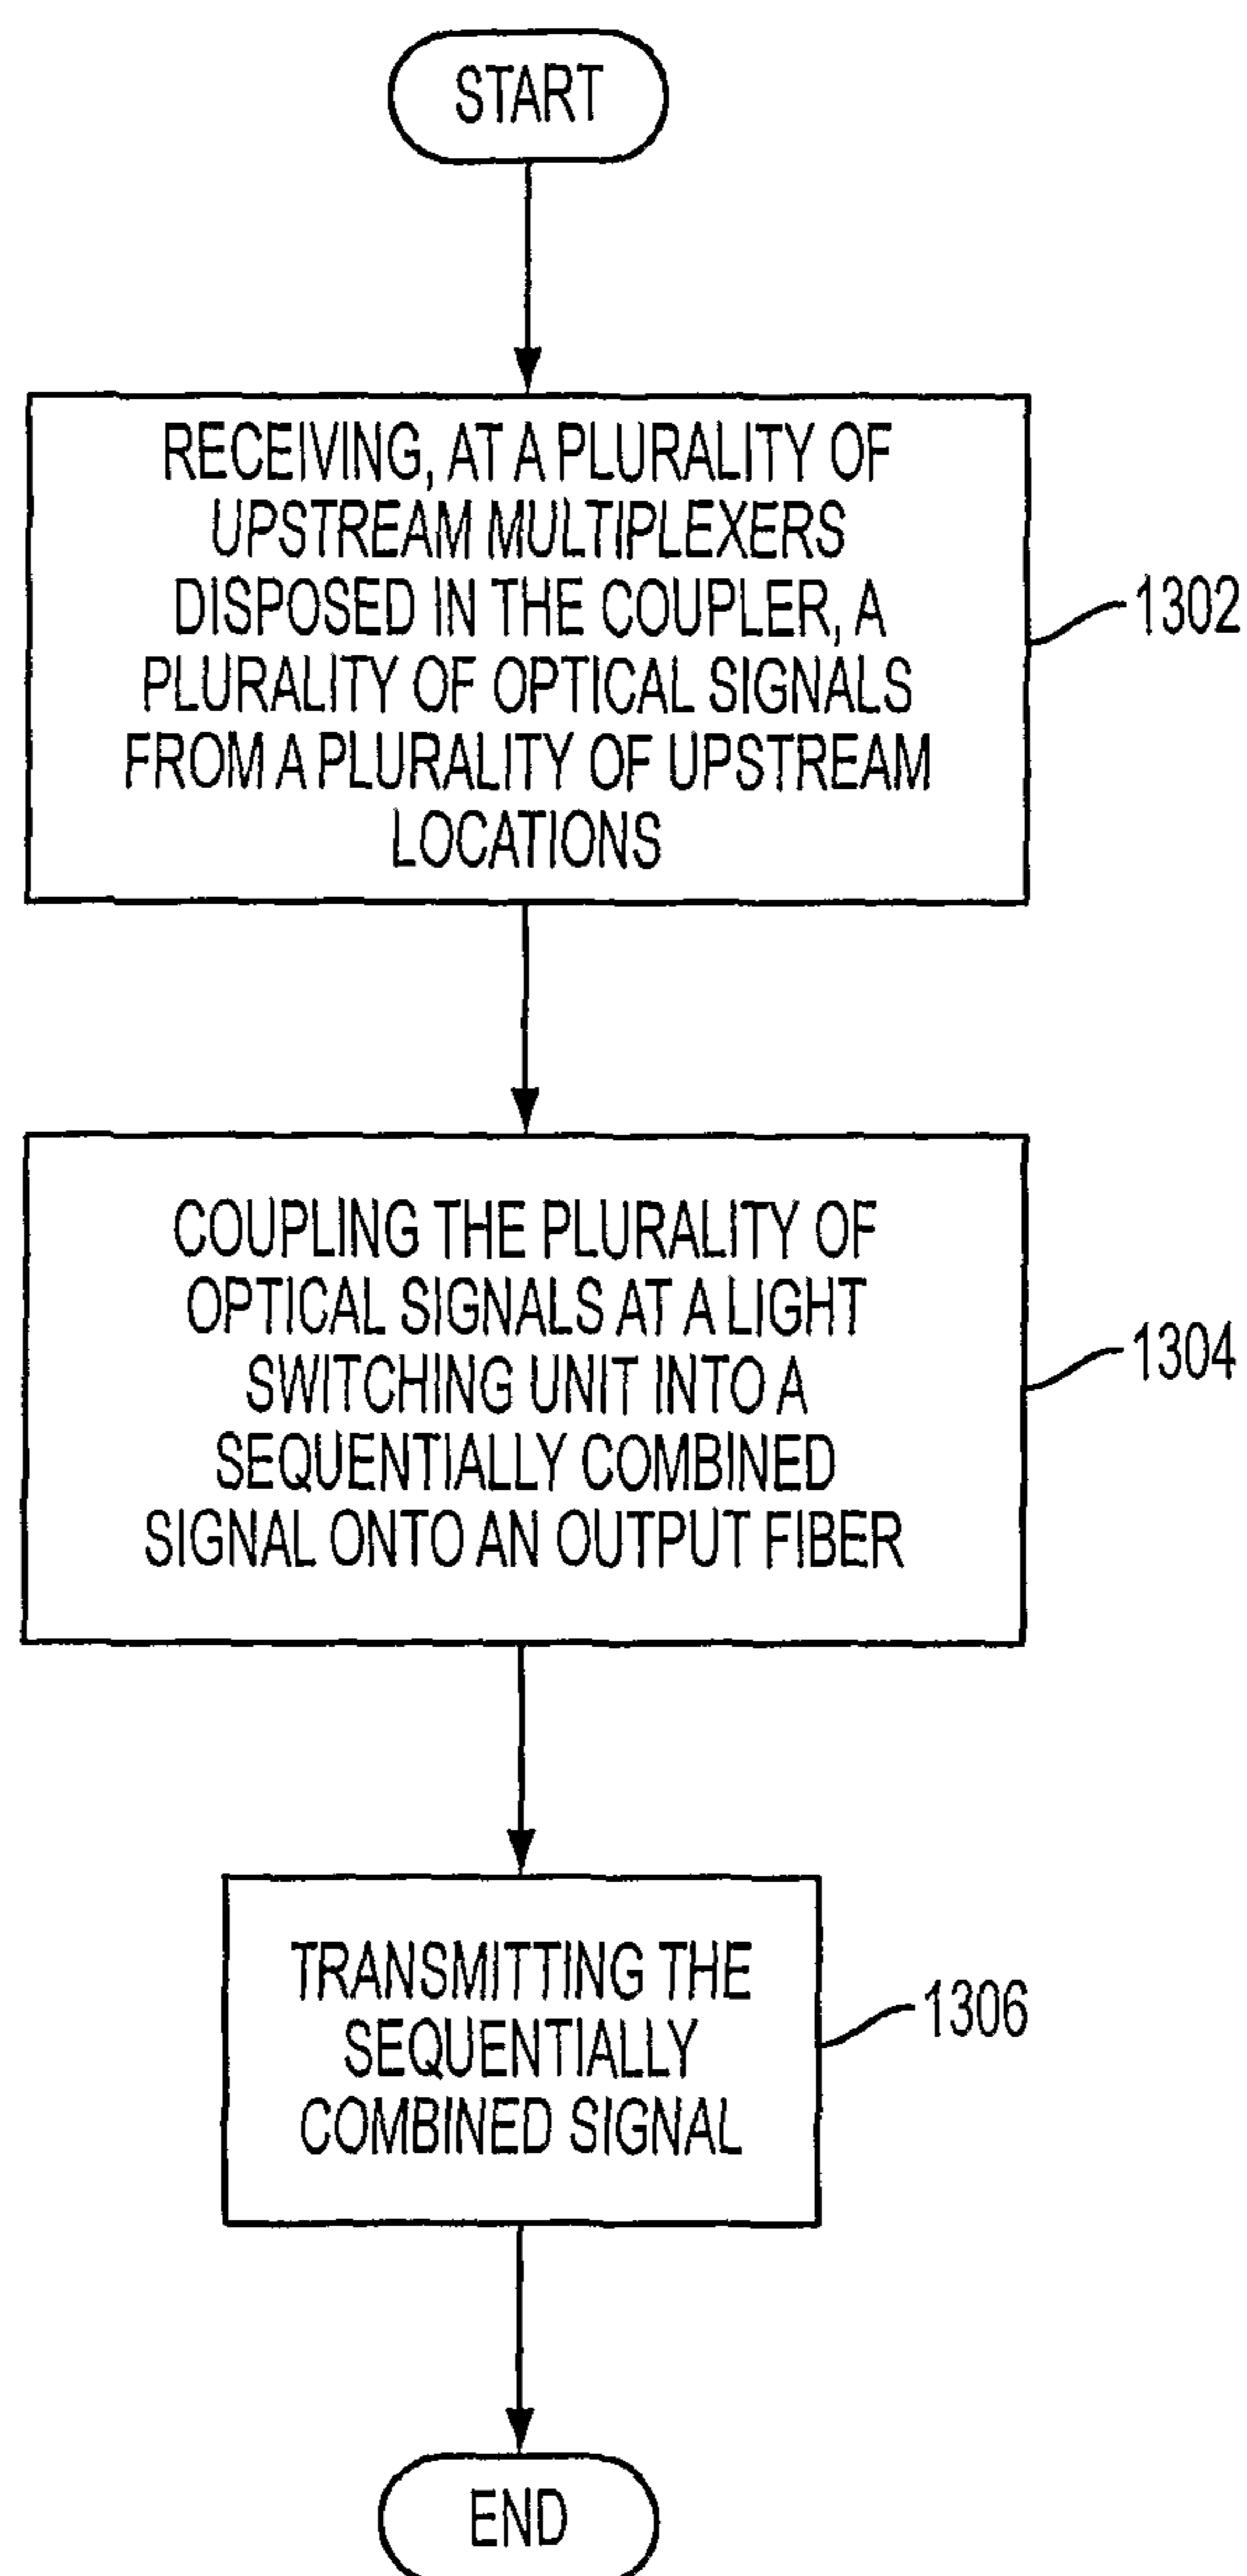 START
RECEIVING, AT A PLURALITY OF
UPSTREAM MULTIPLEXERS
DISPOSED IN THE COUPLER, A
PLURALITY OF OPTICAL SIGNALS
FROM A PLURALITY OF UPSTREAM
LOCATIONS
1302
COUPLING THE PLURALITY OF
OPTICAL SIGNALS AT A LIGHT
SWITCHING UNIT INTO A
SEQUENTIALLY COMBINED
SIGNAL ONTO AN OUTPUT FIBER
1304
TRANSMITTING THE
SEQUENTIALLY
COMBINED SIGNAL
1306
END